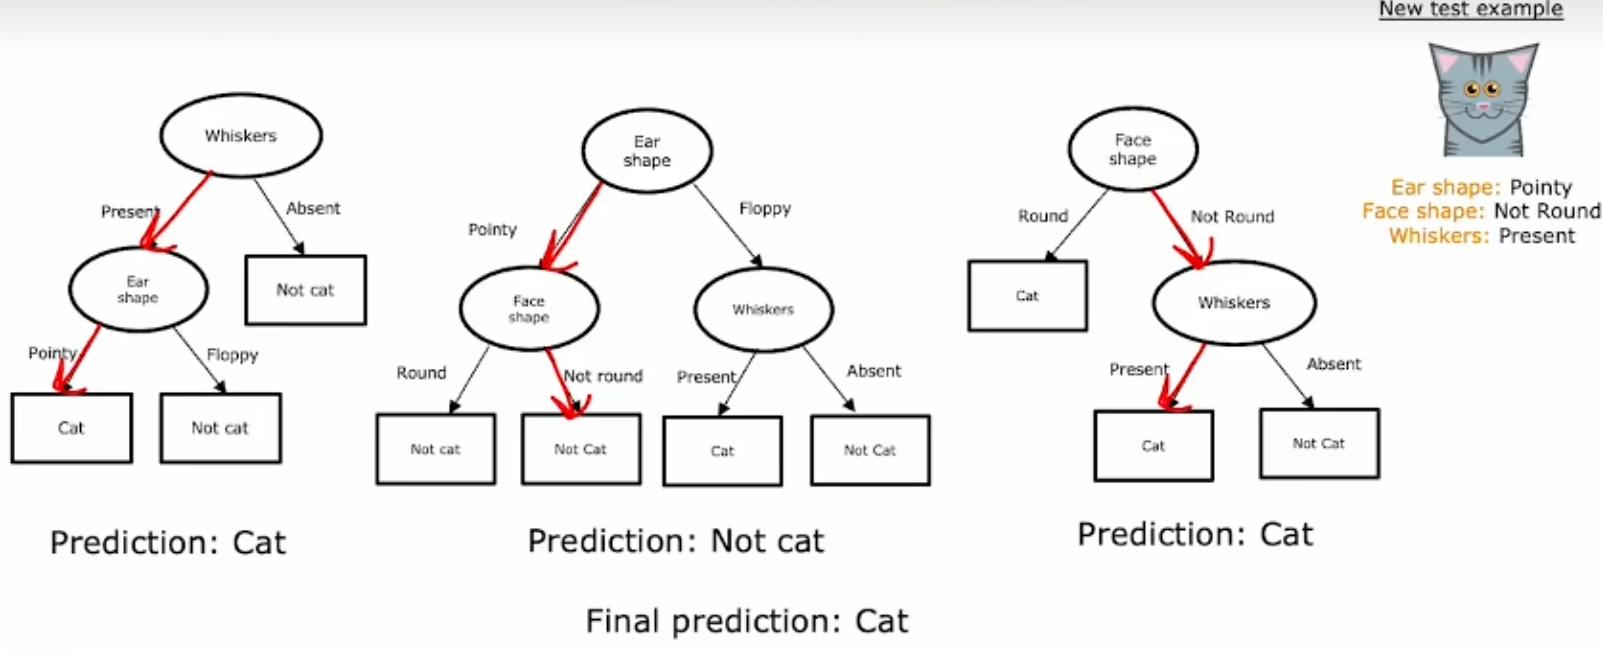 New test example
Ear shape: Pointy
Face shape: Not Round
Whiskers: Present
Whiskers
Present
Absent
Ear
shape
Not cat
Pointy
Floppy
Cat
Not cat
Prediction: Cat
Ear
shape
Pointy
Floppy
Face
shape
Whiskers
Round
Not round
Present
Absent
Not cat
Not Cat
Cat
Not Cat
Prediction: Not cat
Face
shape
Round
Not Round
Cat
Whiskers
Present
Absent
Cat
Not Cat
Prediction: Cat
Final prediction: Cat